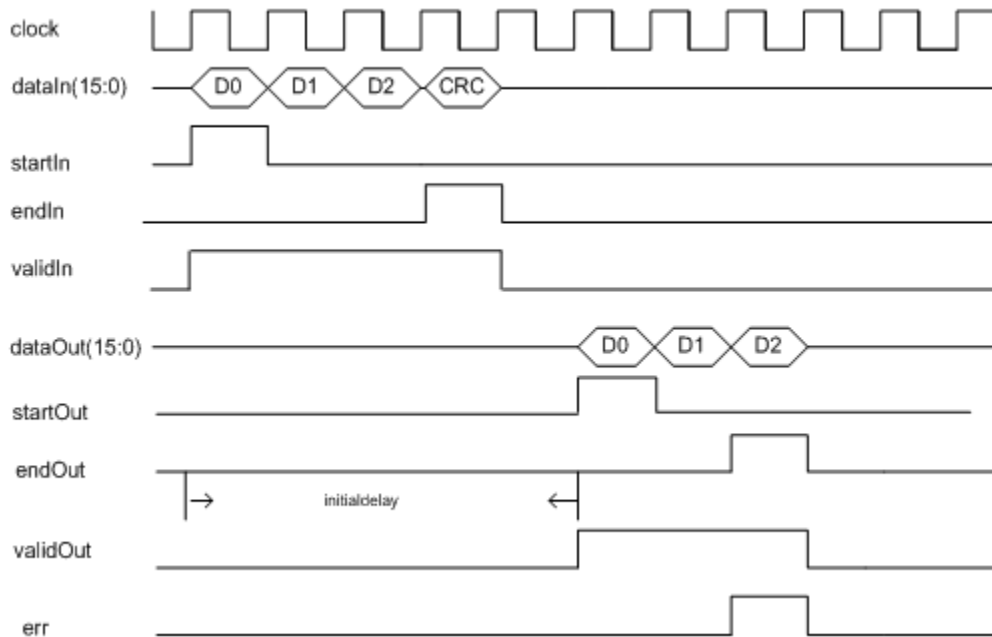 clock
dataIn(15:0) D0 D1 D2 CRC
startIn
endIn
validIn
dataOut(15:0) D0 D1 D2
startOut
endOut
initialdelay
validOut
err